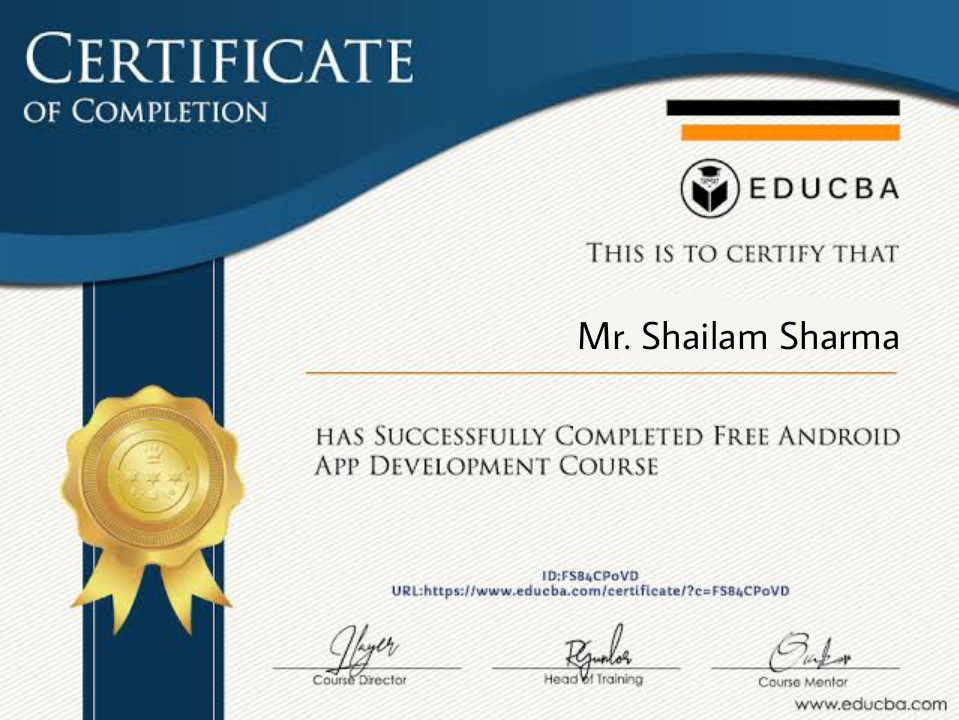 CERTIFICATE
OF COMPLETION
EDUCBA
THIS IS TO CERTIFY THAT
Mr. Shailam Sharma
HAS SUCCESSFULLY COMPLETED FREE ANDROID
APP DEVELOPMENT COURSE
ID:FS84CPoVD
URL:https://www.educba.com/certificate/?c=FS84CPoVD
Course Director
Head of Training
Course Mentor
www.educba.com